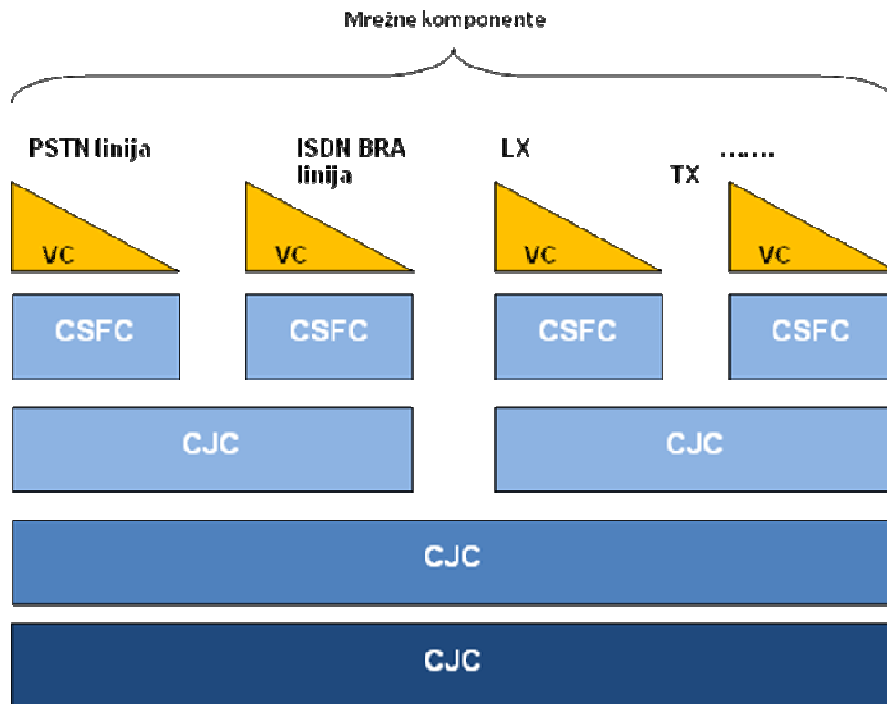 Mrežne komponente
PSTN linija
ISDN BRA
linija
LX
TX
.......
VC
VC
VC
VC
CSFC
CSFC
CSFC
CSFC
CJC
CJC
CJC
CJC